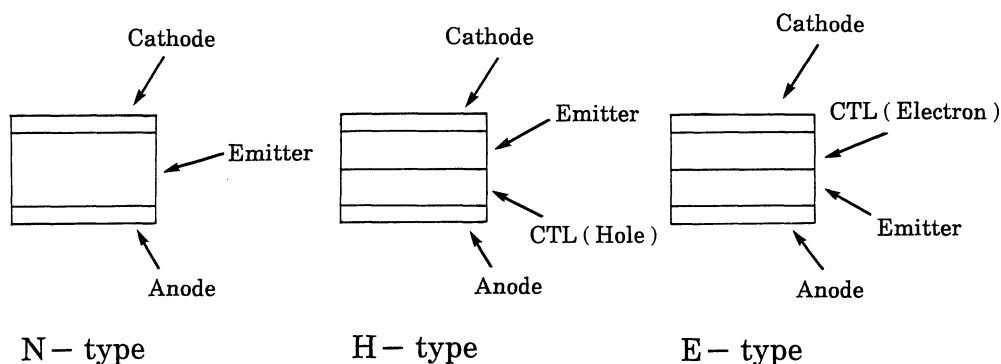 Cathode
Emitter
Anode
N - type
Cathode
Emitter
CTL ( Hole )
Anode
H - type
Cathode
CTL ( Electron )
Emitter
Anode
E - type